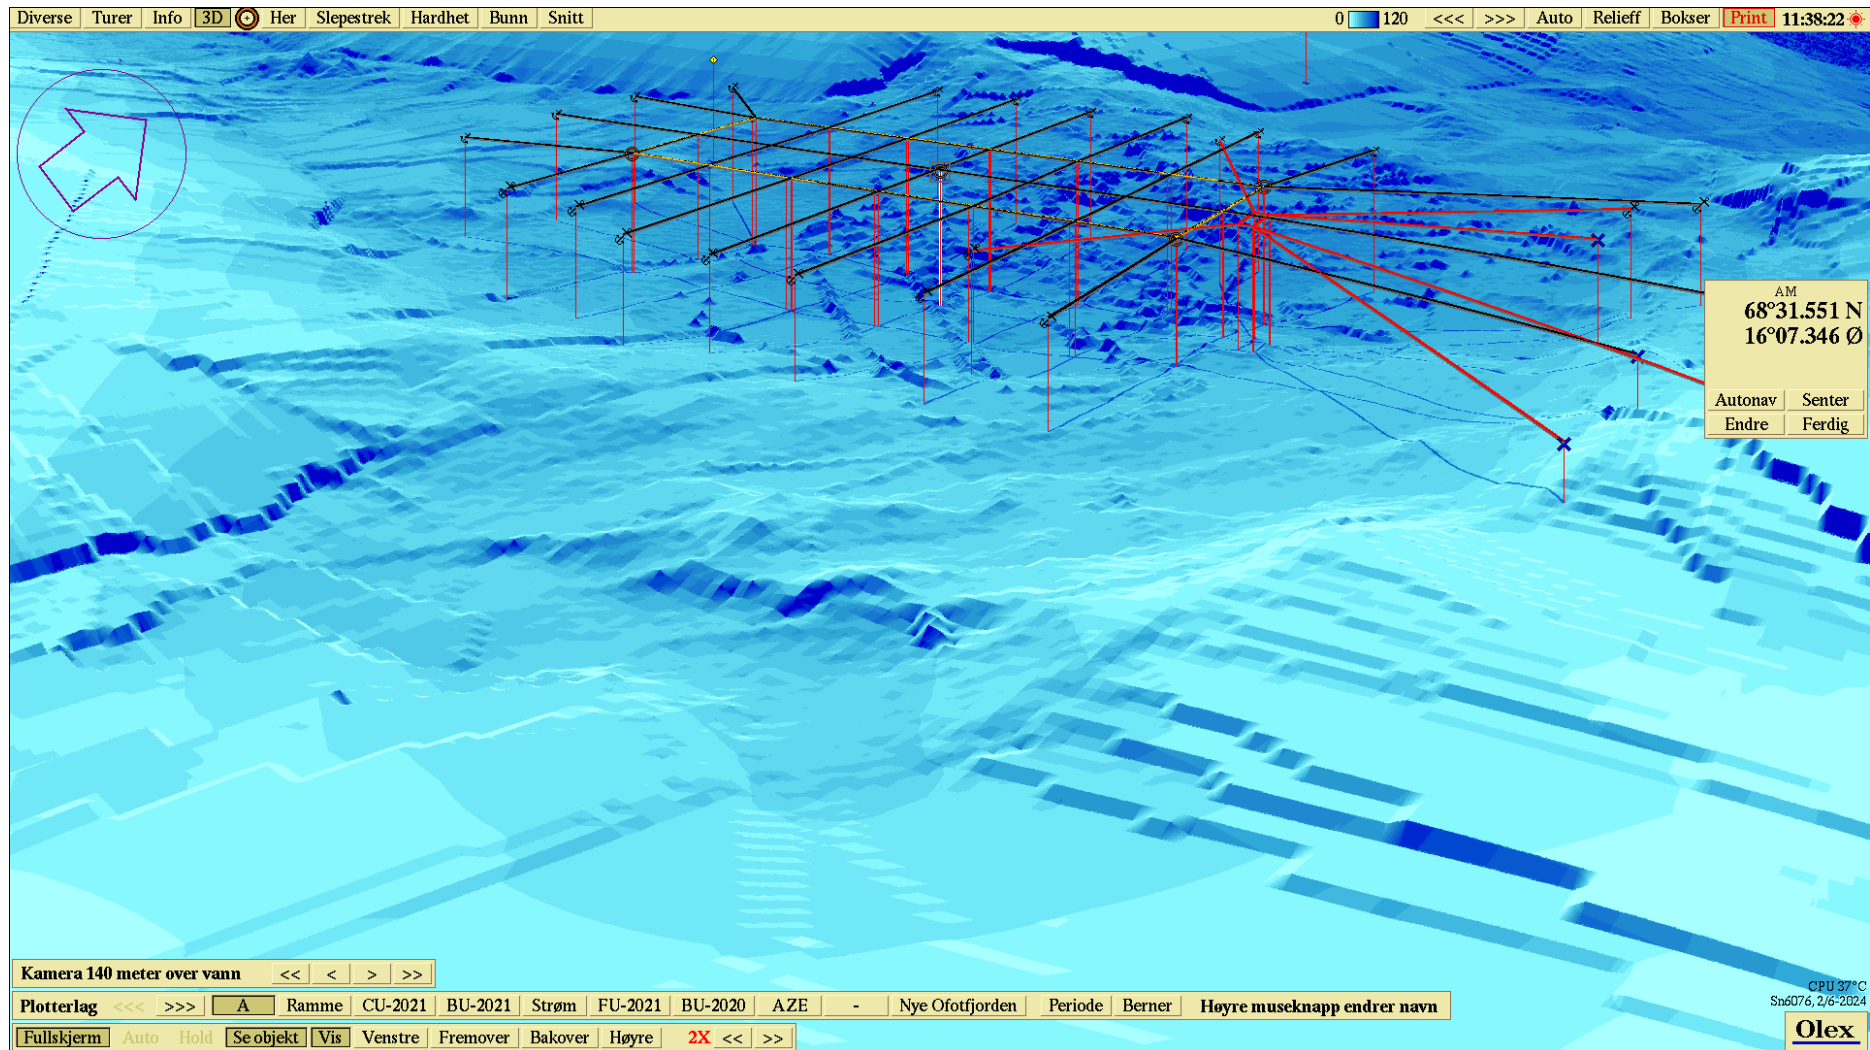 Diverse Turer Info 3D Her Slepestrek Hardhet Bunn Snitt 0 120 <<< >>> Auto Relieff Bokser Print 11:38:22
AM
68°31.551 N
16°07.346 Ø
Autonav Senter
Endre Ferdig
Kamera 140 meter over vann << < > >>
CPU 37°C
Sn6076, 2/6-2024
Plotterlag <<< >>> A Ramme CU-2021 BU-2021 Strøm FU-2021 BU-2020 AZE - Nye Ofotfjorden Periode Berner Høyre museknapp endrer navn
Fullskjerm Auto Hold Se objekt Vis Venstre Fremover Bakover Høyre 2X << >>
Olex